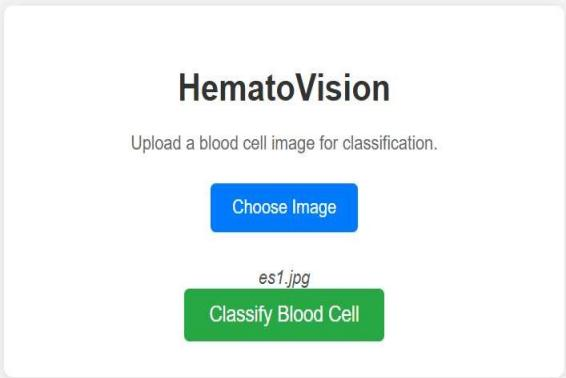 HematoVision
Upload a blood cell image for classification.
Choose Image
es1.jpg
Classify Blood Cell